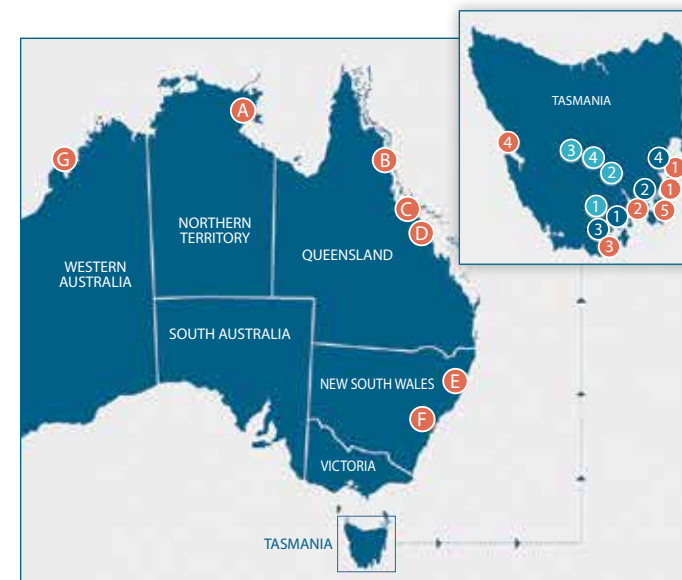 TASMANIA
4
3
4
2
4
1
2
1
1
1
2
5
3
3
A
G
B
C
D
NORTHERN
TERRITORY
QUEENSLAND
WESTERN
AUSTRALIA
SOUTH AUSTRALIA
NEW SOUTH WALES
E
F
VICTORIA
TASMANIA